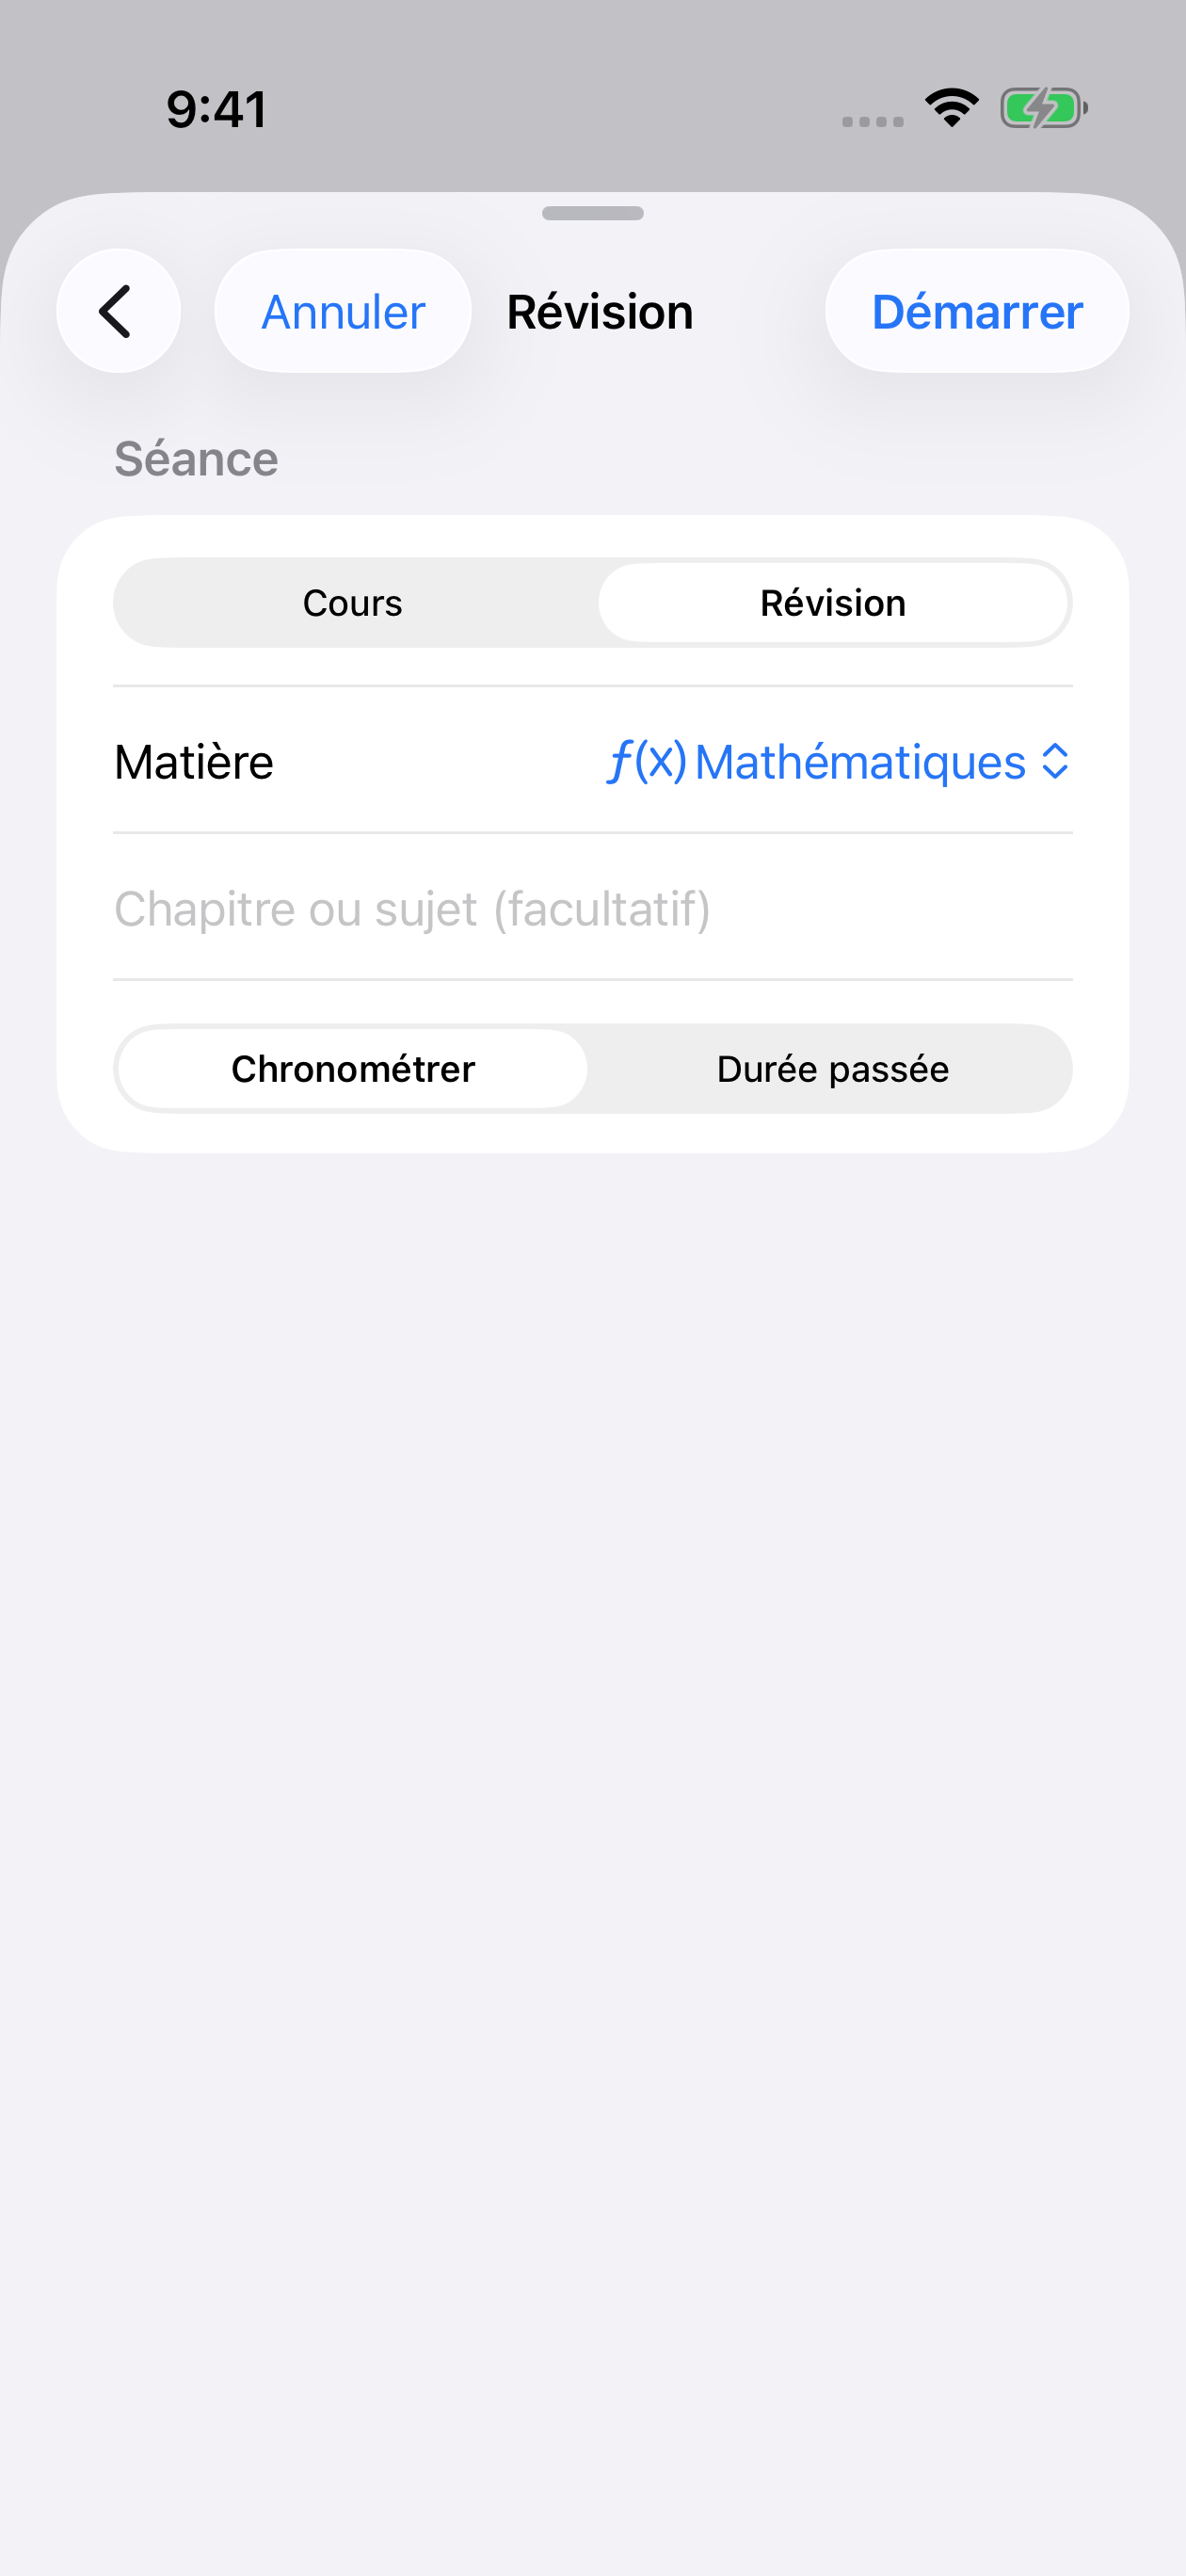 9:41
Annuler
Révision
Démarrer
Séance
Cours
Révision
Matière
ƒ(x) Mathématiques
Chapitre ou sujet (facultatif)
Chronométrer
Durée passée